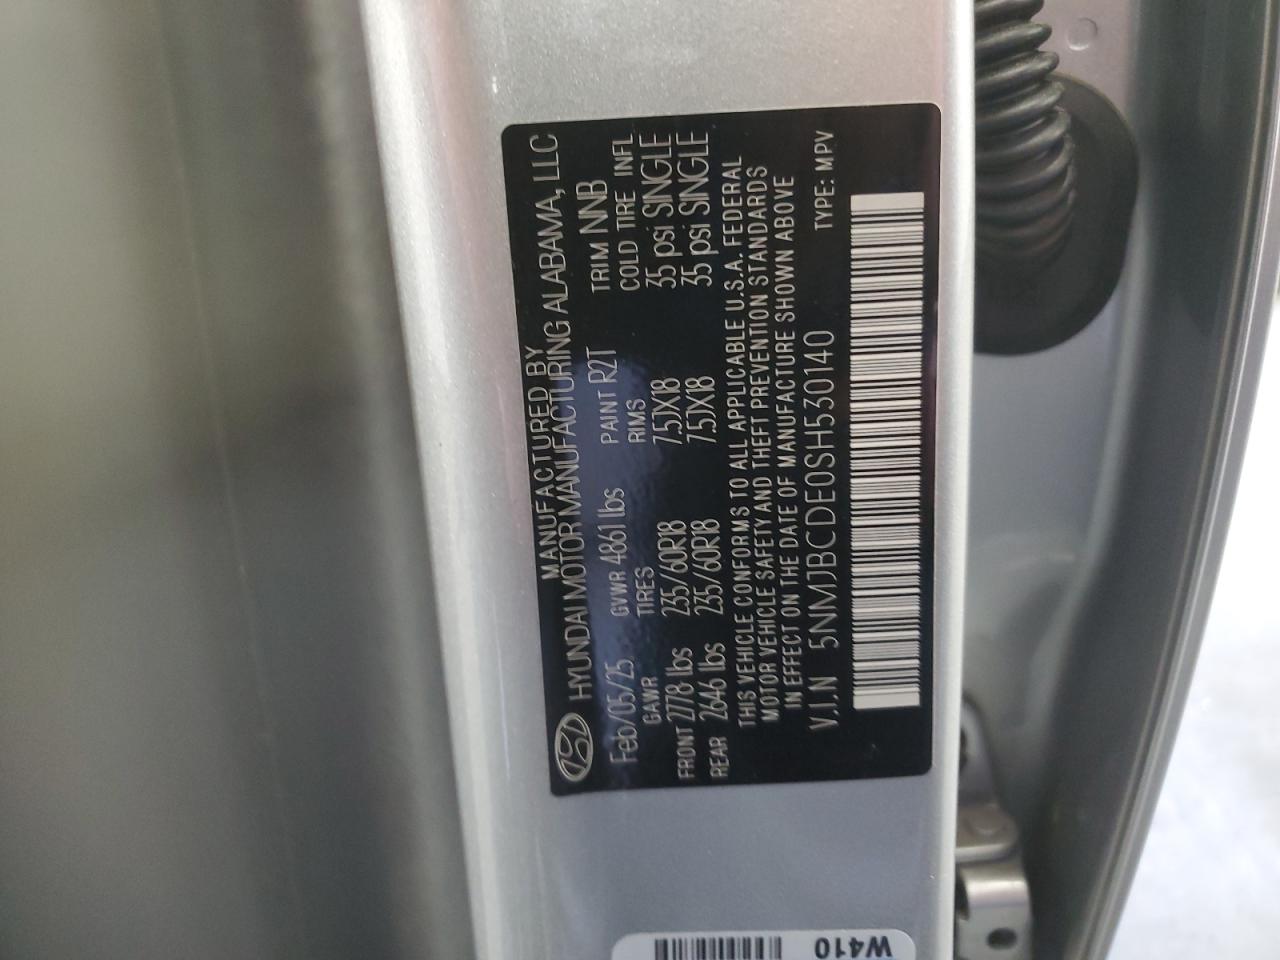 MANUFACTURED BY
HYUNDAI MOTOR MANUFACTURING ALABAMA, LLC
Feb/05/25 GVWR 4861 lbs PAINT R2T TRIM NNB
GAWR TIRES RIMS COLD TIRE INFL.
FRONT 2778 lbs 235/60R18 7.5JX18 35 psi SINGLE
REAR 2646 lbs 235/60R18 7.5JX18 35 psi SINGLE
THIS VEHICLE CONFORMS TO ALL APPLICABLE U.S.A. FEDERAL
MOTOR VEHICLE SAFETY AND THEFT PREVENTION STANDARDS
IN EFFECT ON THE DATE OF MANUFACTURE SHOWN ABOVE
V.I.N 5NMJBCDE0SH530140 TYPE: MPV
W410